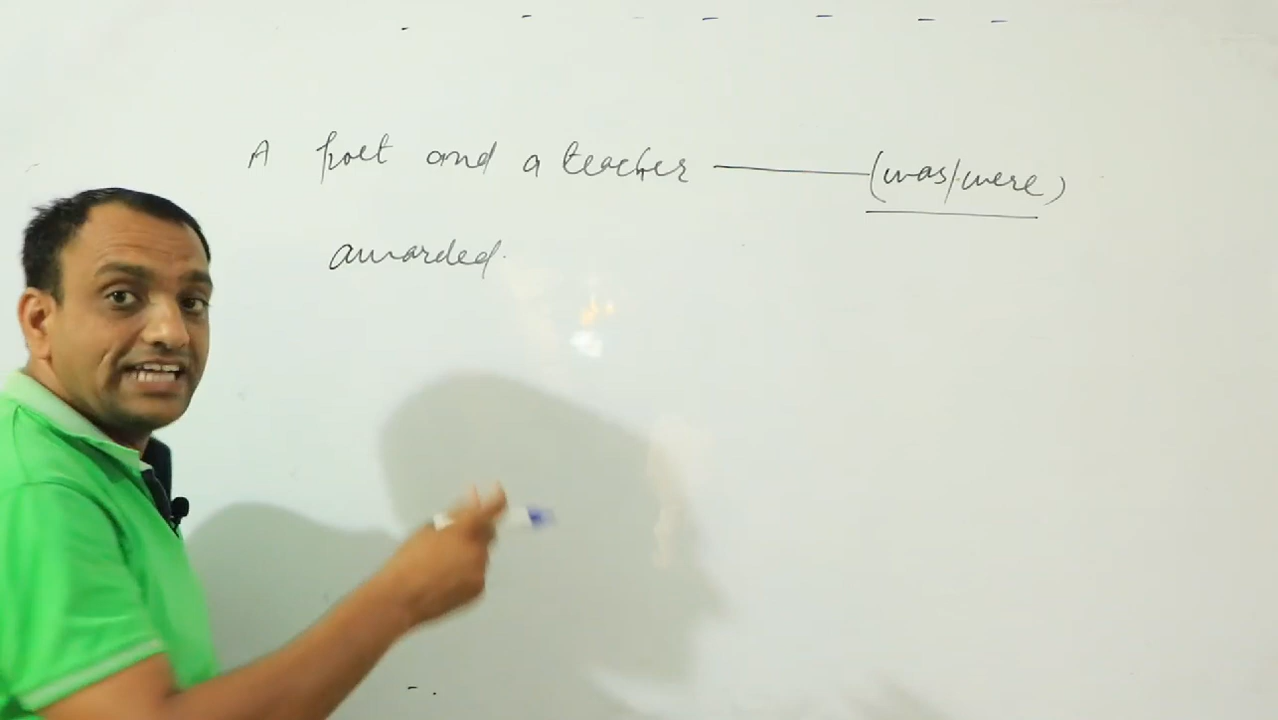 A poet and a teacher ——— (was/were)
awarded.